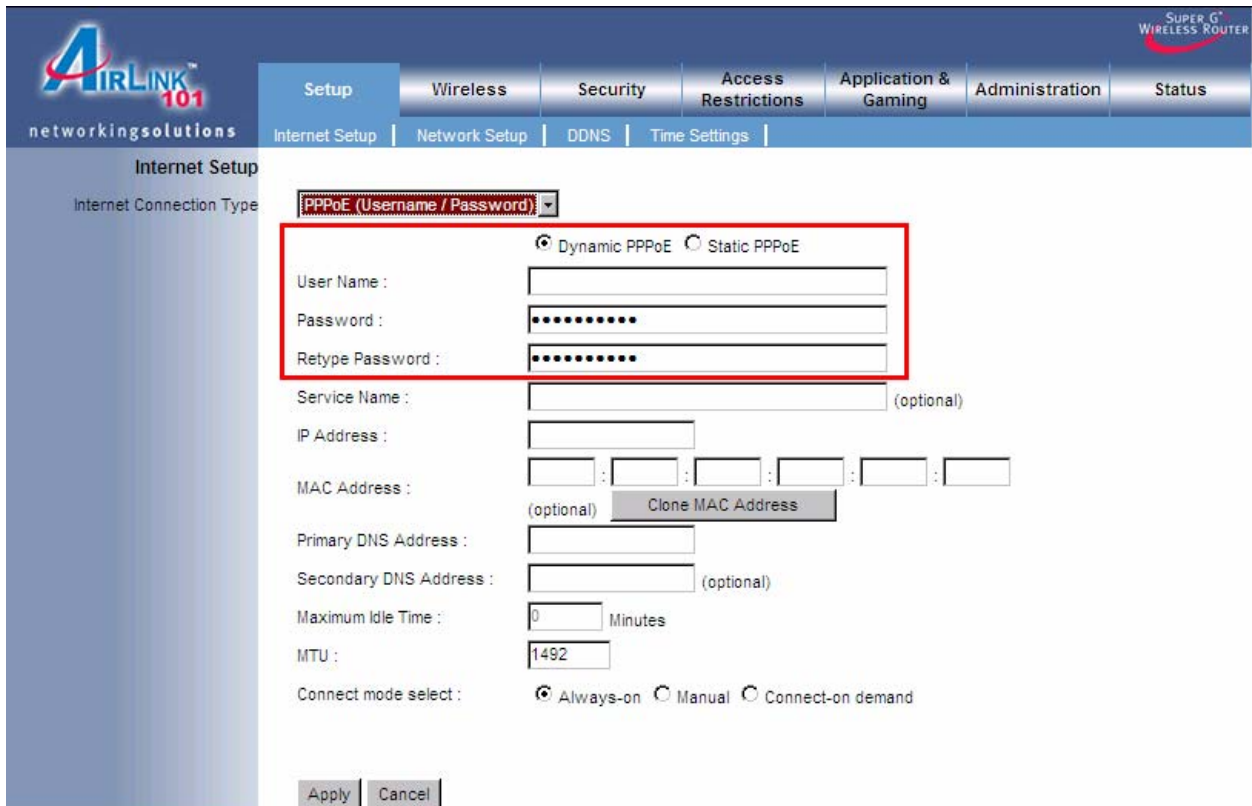 SUPER G
WIRELESS ROUTER
AIRLINK™
101
networkingsolutions
Setup
Wireless
Security
Access Restrictions
Application & Gaming
Administration
Status
Internet Setup | Network Setup | DDNS | Time Settings |
Internet Setup
Internet Connection Type
PPPoE (Username / Password)
Dynamic PPPoE Static PPPoE
User Name :
Password : ••••••••••
Retype Password : ••••••••••
Service Name : (optional)
IP Address :
MAC Address : : : : : :
(optional) Clone MAC Address
Primary DNS Address :
Secondary DNS Address : (optional)
Maximum Idle Time : 0 Minutes
MTU : 1492
Connect mode select : Always-on Manual Connect-on demand
Apply Cancel